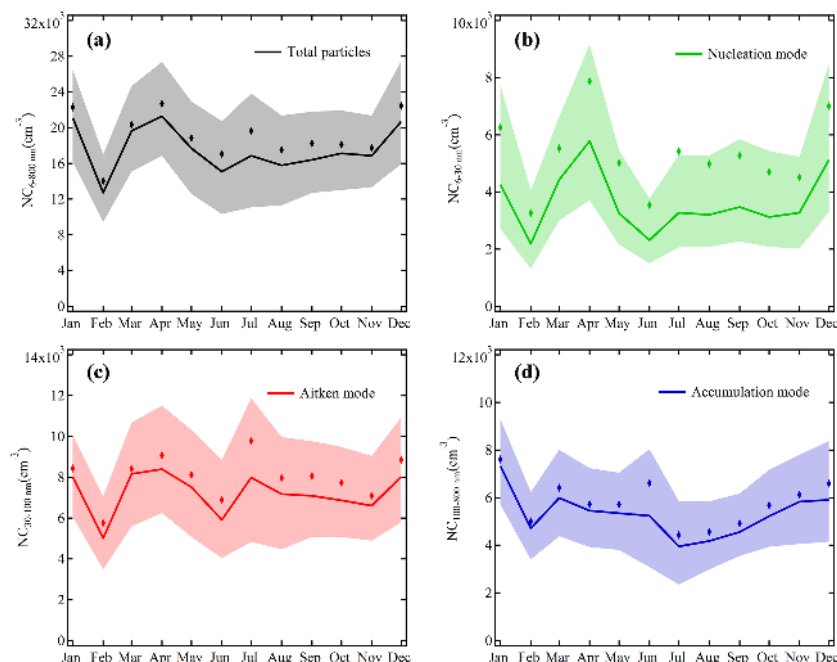 32x10³
28
24
20
16
12
8
4
0
NC6-800 nm(cm⁻³)
(a)
Total particles
Jan Feb Mar Apr May Jun Jul Aug Sep Oct Nov Dec
10x10³
8
6
4
2
0
NC6-30 nm(cm⁻³)
(b)
Nucleation mode
Jan Feb Mar Apr May Jun Jul Aug Sep Oct Nov Dec
14x10³
12
10
8
6
4
2
0
NC30-100 nm(cm⁻³)
(c)
Aitken mode
Jan Feb Mar Apr May Jun Jul Aug Sep Oct Nov Dec
12x10³
10
8
6
4
2
0
NC100-800 nm(cm⁻³)
(d)
Accumulation mode
Jan Feb Mar Apr May Jun Jul Aug Sep Oct Nov Dec